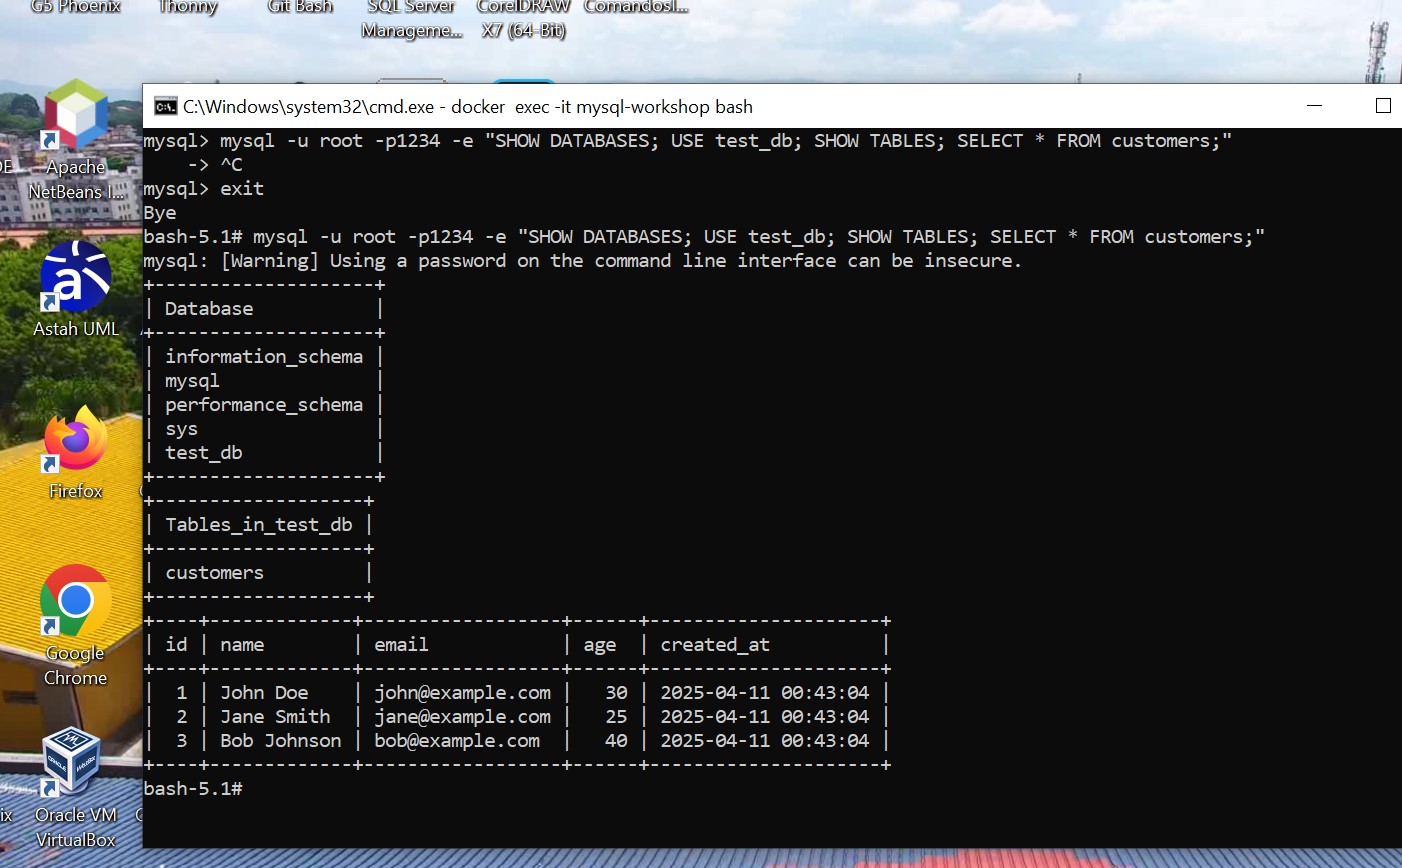 G5 Phoenix
Thonny
Git Bash
SQL Server
Manageme...
CorelDRAW
X7 (64-Bit)
ComandosI...
Apache
NetBeans I...
Astah UML
Firefox
Google
Chrome
Oracle VM
VirtualBox
C:\Windows\system32\cmd.exe - docker  exec -it mysql-workshop bash
mysql> mysql -u root -p1234 -e "SHOW DATABASES; USE test_db; SHOW TABLES; SELECT * FROM customers;"
    -> ^C
mysql> exit
Bye
bash-5.1# mysql -u root -p1234 -e "SHOW DATABASES; USE test_db; SHOW TABLES; SELECT * FROM customers;"
mysql: [Warning] Using a password on the command line interface can be insecure.
+--------------------+
| Database           |
+--------------------+
| information_schema |
| mysql              |
| performance_schema |
| sys                |
| test_db            |
+--------------------+
+-------------------+
| Tables_in_test_db |
+-------------------+
| customers         |
+-------------------+
+----+-------------+------------------+------+---------------------+
| id | name        | email            | age  | created_at          |
+----+-------------+------------------+------+---------------------+
|  1 | John Doe    | john@example.com |   30 | 2025-04-11 00:43:04 |
|  2 | Jane Smith  | jane@example.com |   25 | 2025-04-11 00:43:04 |
|  3 | Bob Johnson | bob@example.com  |   40 | 2025-04-11 00:43:04 |
+----+-------------+------------------+------+---------------------+
bash-5.1#